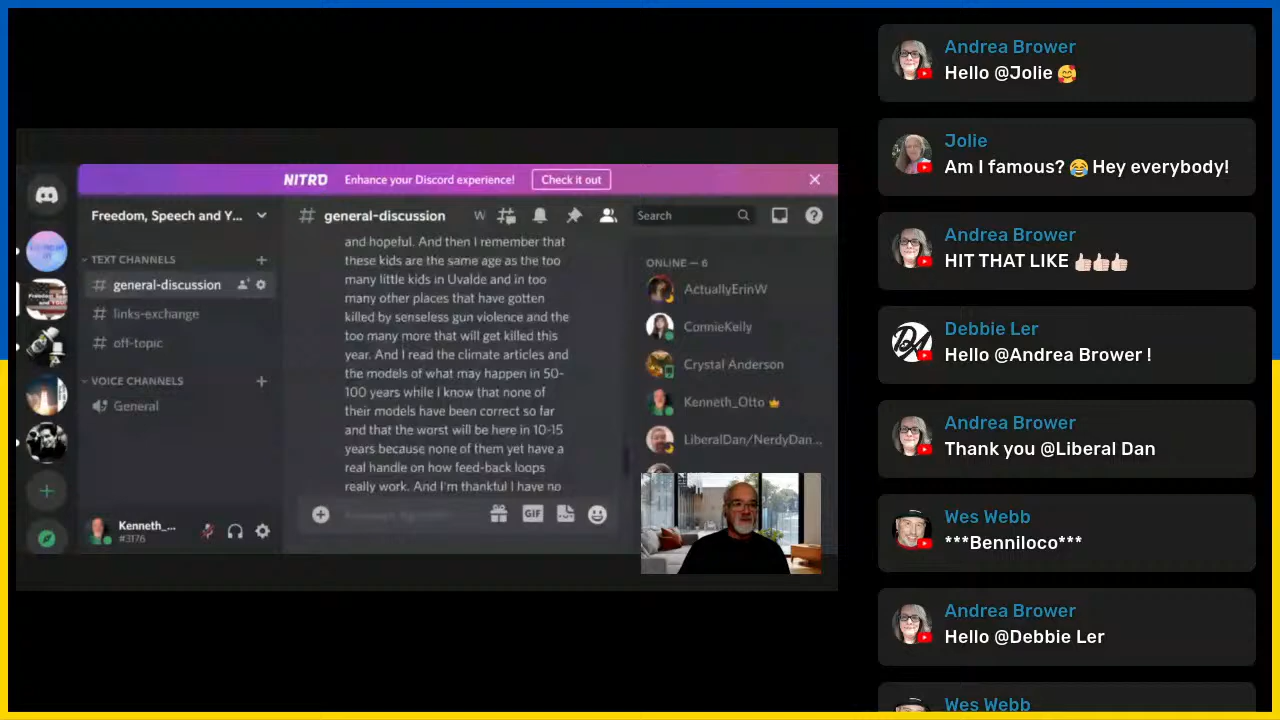 NITRO Enhance your Discord experience! Check it out
Freedom, Speech and Y...
general-discussion
W
Search
TEXT CHANNELS
general-discussion
links-exchange
off-topic
VOICE CHANNELS
General
Kenneth_...
#3176
and hopeful. And then I remember that
these kids are the same age as the too
many little kids in Uvalde and in too
many other places that have gotten
killed by senseless gun violence and the
too many more that will get killed this
year. And I read the climate articles and
the models of what may happen in 50-
100 years while I know that none of
their models have been correct so far
and that the worst will be here in 10-15
years because none of them yet have a
real handle on how feed-back loops
really work. And I'm thankful I have no
GIF
ONLINE — 6
ActuallyErinW
ConnieKelly
Crystal Anderson
Kenneth_Otto
LiberalDan/NerdyDan...
Andrea Brower
Hello @Jolie 🥰
Jolie
Am I famous? 😂 Hey everybody!
Andrea Brower
HIT THAT LIKE 👍🏻👍🏻👍🏻
Debbie Ler
Hello @Andrea Brower !
Andrea Brower
Thank you @Liberal Dan
Wes Webb
***Benniloco***
Andrea Brower
Hello @Debbie Ler
Wes Webb